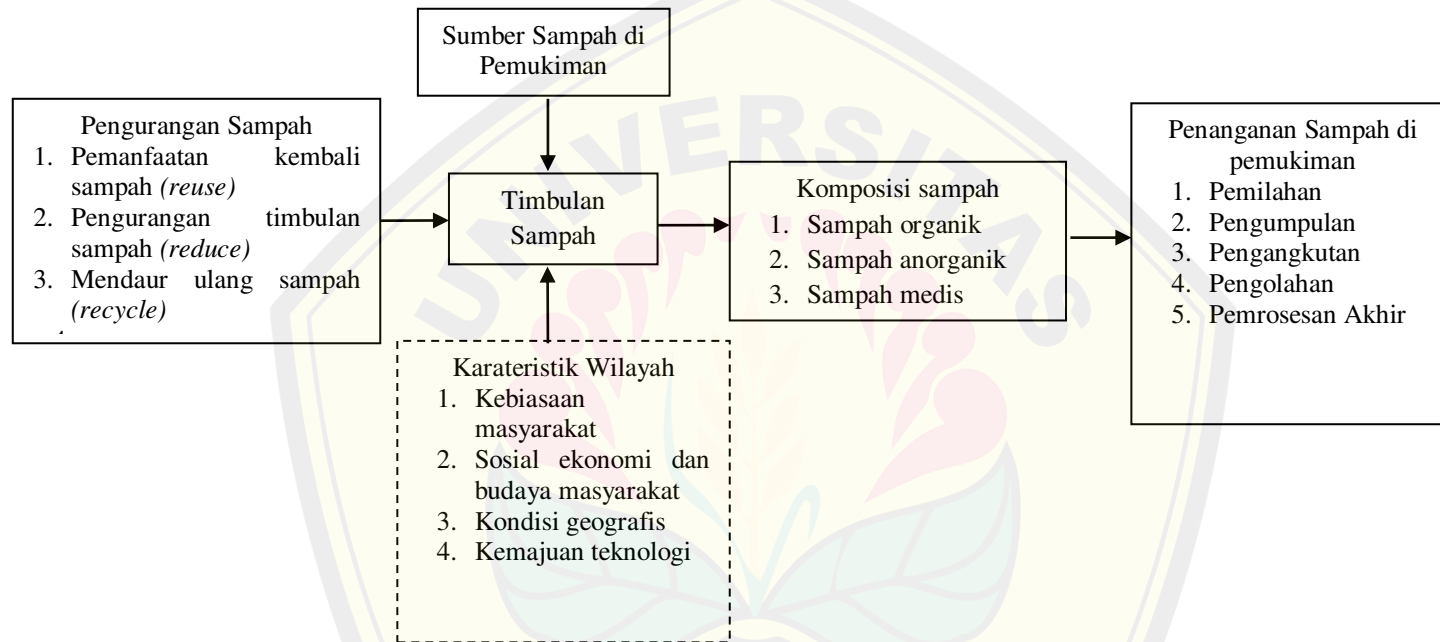 Sumber Sampah di
Pemukiman
Pengurangan Sampah
1. Pemanfaatan kembali
sampah (reuse)
2. Pengurangan timbulan
sampah (reduce)
3. Mendaur ulang sampah
(recycle)
Timbulan
Sampah
Karateristik Wilayah
1. Kebiasaan
masyarakat
2. Sosial ekonomi dan
budaya masyarakat
3. Kondisi geografis
4. Kemajuan teknologi
Komposisi sampah
1. Sampah organik
2. Sampah anorganik
3. Sampah medis
Penanganan Sampah di
pemukiman
1. Pemilahan
2. Pengumpulan
3. Pengangkutan
4. Pengolahan
5. Pemrosesan Akhir
UNIVERSITAS